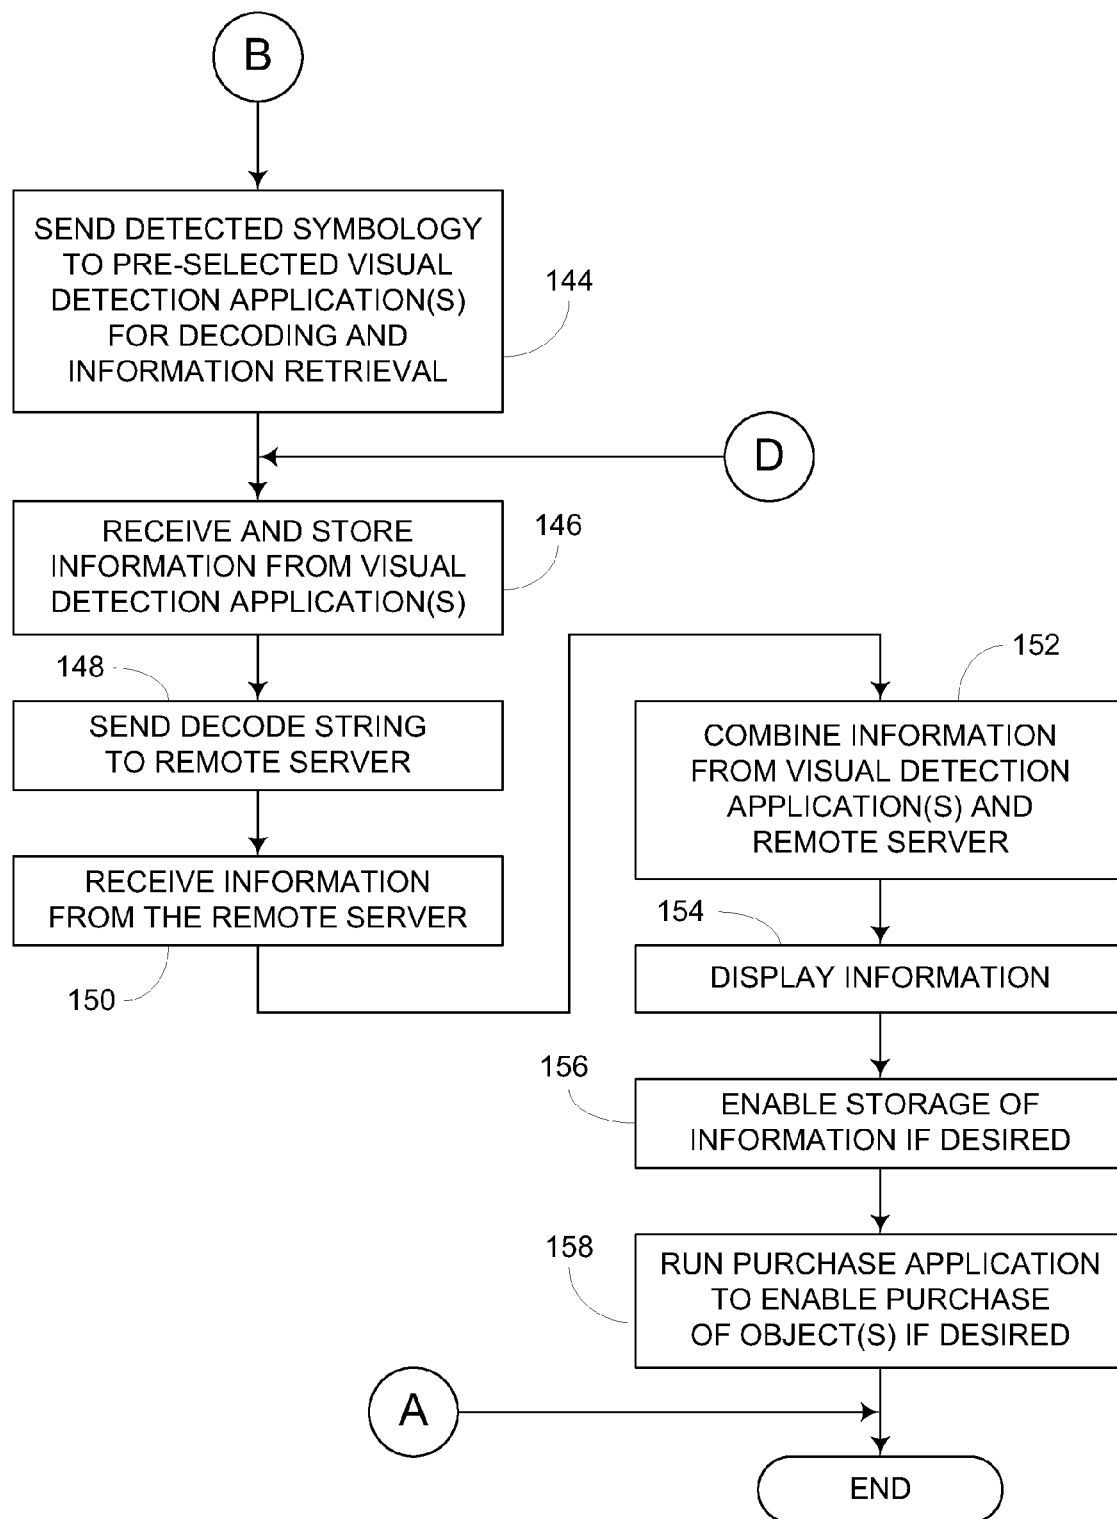 B
SEND DETECTED SYMBOLOGY
TO PRE-SELECTED VISUAL
DETECTION APPLICATION(S)
FOR DECODING AND
INFORMATION RETRIEVAL
144
D
RECEIVE AND STORE
INFORMATION FROM VISUAL
DETECTION APPLICATION(S)
146
148
SEND DECODE STRING
TO REMOTE SERVER
RECEIVE INFORMATION
FROM THE REMOTE SERVER
150
152
COMBINE INFORMATION
FROM VISUAL DETECTION
APPLICATION(S) AND
REMOTE SERVER
154
DISPLAY INFORMATION
156
ENABLE STORAGE OF
INFORMATION IF DESIRED
158
RUN PURCHASE APPLICATION
TO ENABLE PURCHASE
OF OBJECT(S) IF DESIRED
A
END